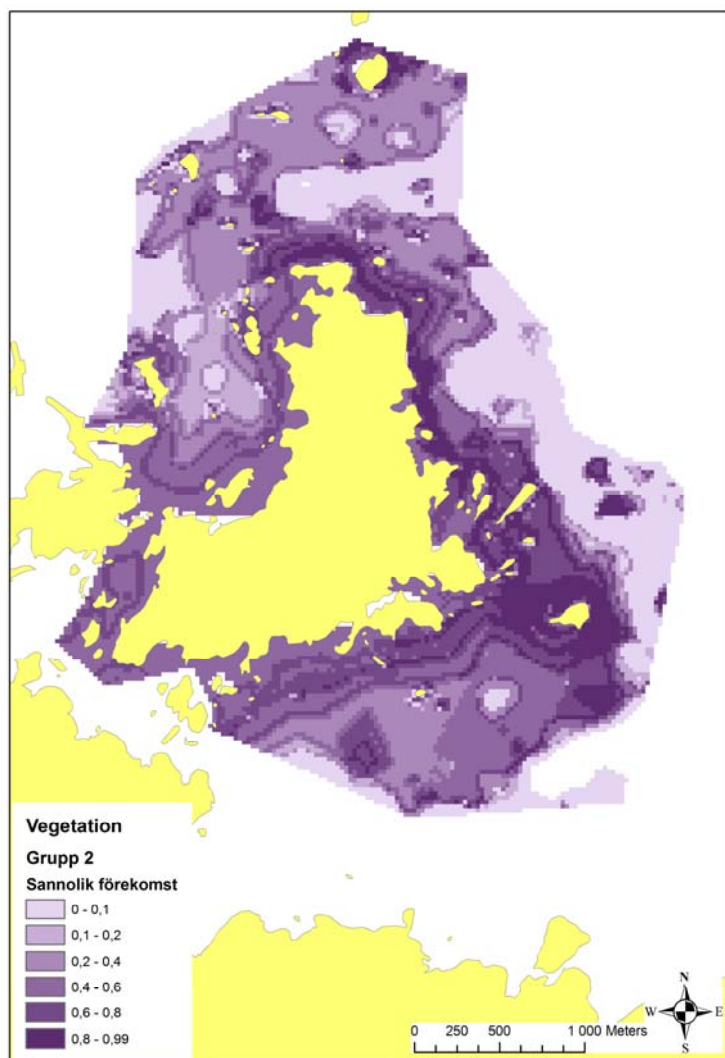 Vegetation
Grupp 2
Sannolik förekomst
0 - 0,1
0,1 - 0,2
0,2 - 0,4
0,4 - 0,6
0,6 - 0,8
0,8 - 0,99
N
W E
S
0 250 500 1 000 Meters